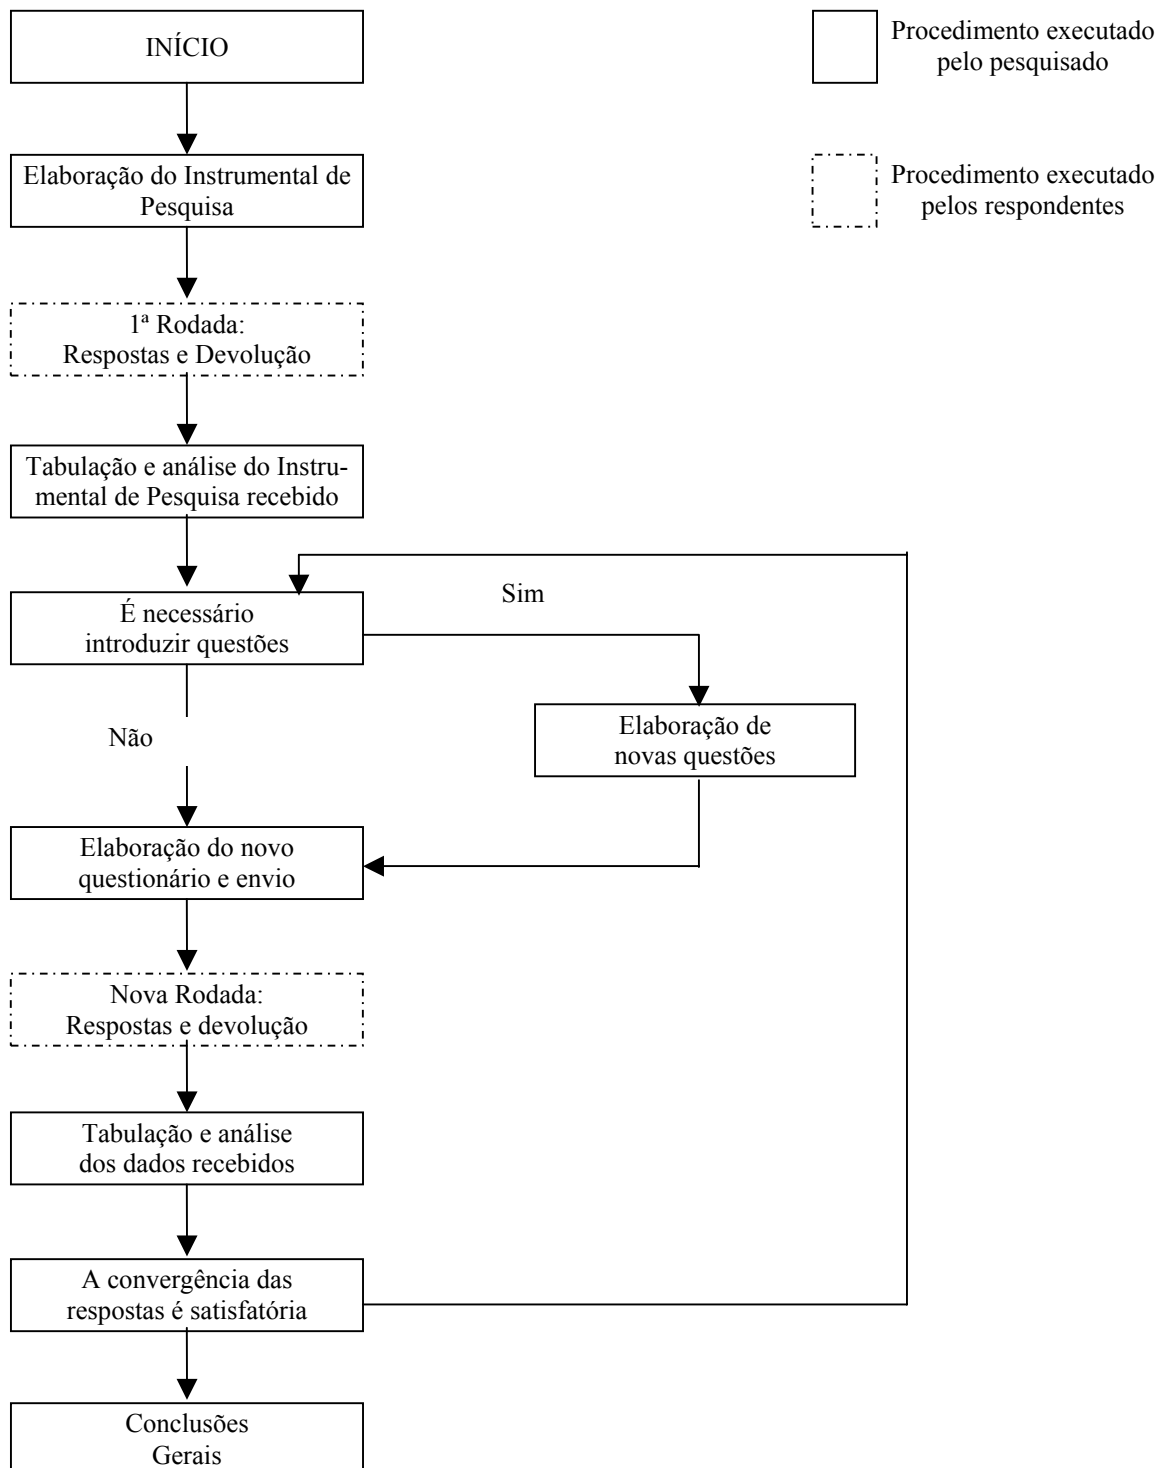 INÍCIO
Procedimento executado
pelo pesquisado
Elaboração do Instrumental de
Pesquisa
Procedimento executado
pelos respondentes
1ª Rodada:
Respostas e Devolução
Tabulação e análise do Instru-
mental de Pesquisa recebido
Sim
É necessário
introduzir questões
Elaboração de
novas questões
Não
Elaboração do novo
questionário e envio
Nova Rodada:
Respostas e devolução
Tabulação e análise
dos dados recebidos
A convergência das
respostas é satisfatória
Conclusões
Gerais